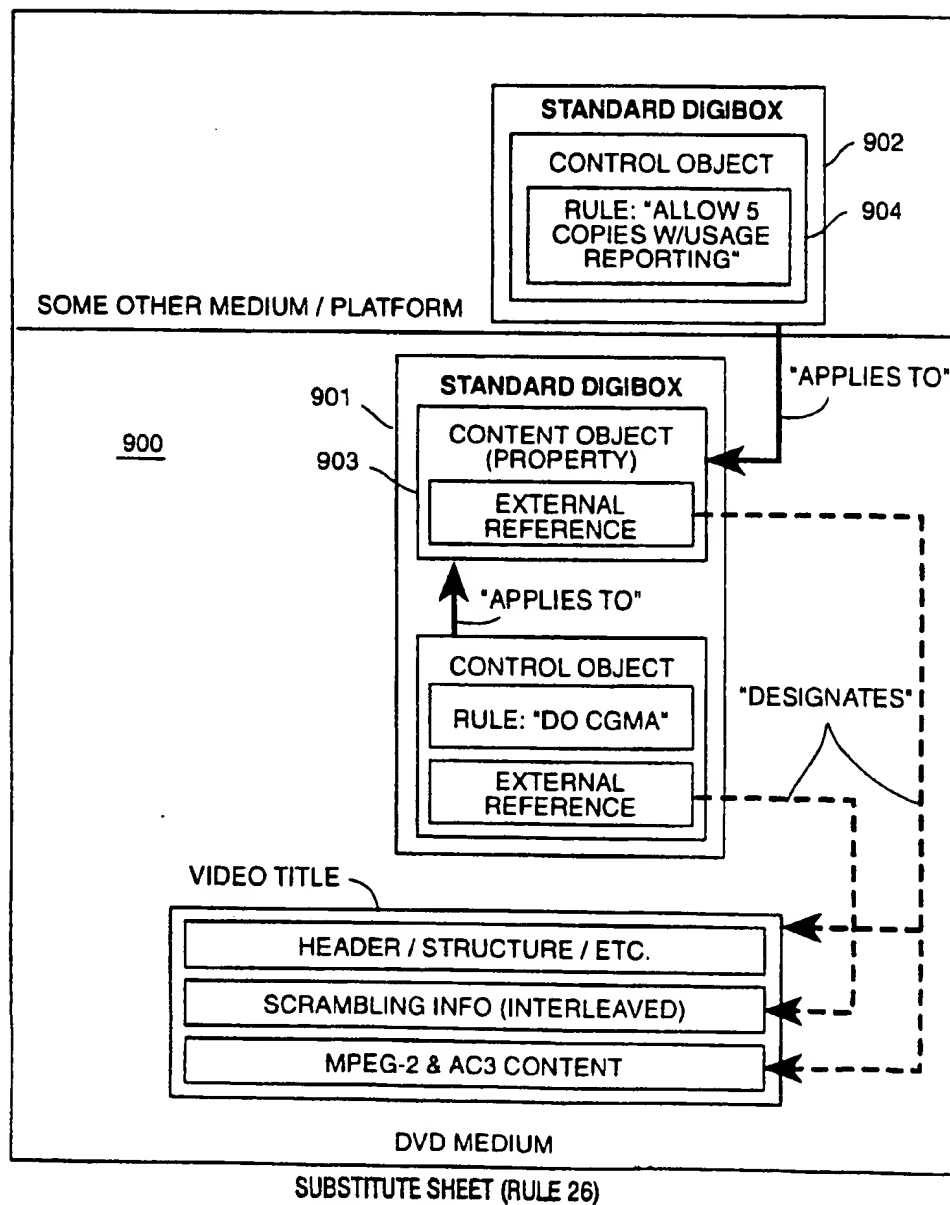 STANDARD DIGIBOX
902
CONTROL OBJECT
904
RULE: "ALLOW 5
COPIES W/USAGE
REPORTING"
SOME OTHER MEDIUM / PLATFORM
"APPLIES TO"
STANDARD DIGIBOX
901
900
CONTENT OBJECT
(PROPERTY)
903
EXTERNAL
REFERENCE
"APPLIES TO"
CONTROL OBJECT
RULE: "DO CGMA"
"DESIGNATES"
EXTERNAL
REFERENCE
VIDEO TITLE
HEADER / STRUCTURE / ETC.
SCRAMBLING INFO (INTERLEAVED)
MPEG-2 & AC3 CONTENT
DVD MEDIUM
SUBSTITUTE SHEET (RULE 26)